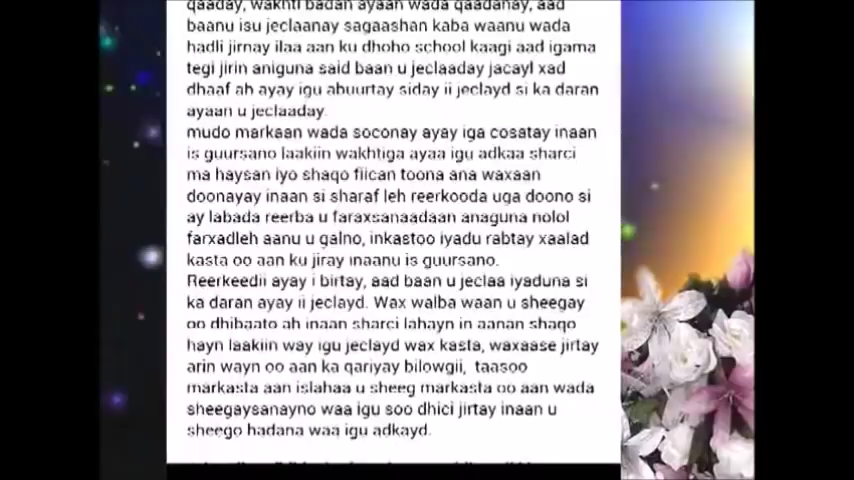 qaaday, wakhti badan ayaan wada qaadanay, aad
baanu isu jeclaanay sagaashan kaba waanu wada
hadli jirnay ilaa aan ku dhoho school kaagi aad igama
tegi jirin aniguna said baan u jeclaaday jacayl xad
dhaaf ah ayay igu abuurtay siday ii jeclayd si ka daran
ayaan u jeclaaday.
mudo markaan wada soconay ayay iga cosatay inaan
is guursano laakiin wakhtiga ayaa igu adkaa sharci
ma haysan iyo shaqo fiican toona ana waxaan
doonayay inaan si sharaf leh reerkooda uga doono si
ay labada reerba u faraxsanaadaan anaguna nolol
farxadleh aanu u galno, inkastoo iyadu rabtay xaalad
kasta oo aan ku jiray inaanu is guursano.
Reerkeedii ayay i birtay, aad baan u jeclaa iyaduna si
ka daran ayay ii jeclayd. Wax walba waan u sheegay
oo dhibaato ah inaan sharci lahayn in aanan shaqo
hayn laakiin way igu jeclayd wax kasta, waxaase jirtay
arin wayn oo aan ka qariyay bilowgii, taasoo
markasta aan islahaa u sheeg markasta oo aan wada
sheegaysanayno waa igu soo dhici jirtay inaan u
sheego hadana waa igu adkayd.